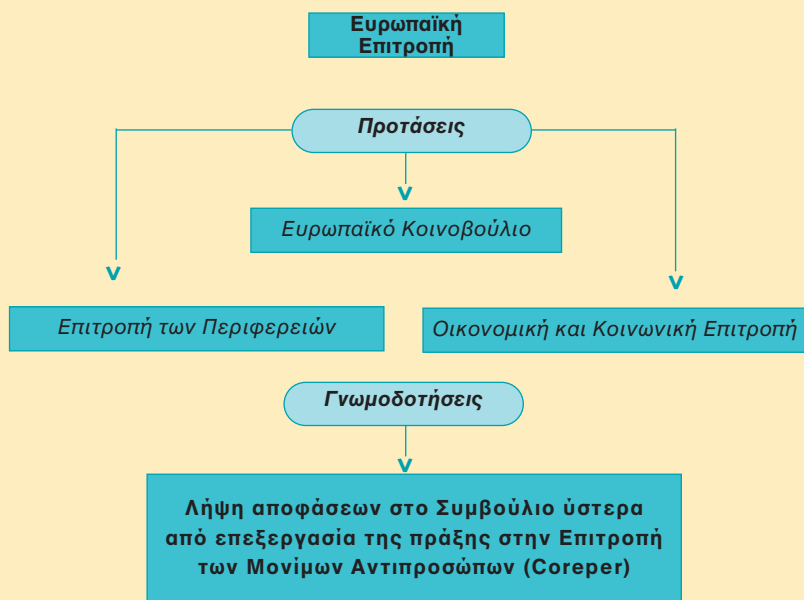 Ευρωπαϊκή
Επιτροπή
Προτάσεις
Ευρωπαϊκό Κοινοβούλιο
Επιτροπή των Περιφερειών
Οικονομική και Κοινωνική Επιτροπή
Γνωμοδοτήσεις
Λήψη αποφάσεων στο Συμβούλιο ύστερα
από επεξεργασία της πράξης στην Επιτροπή
των Μονίμων Αντιπροσώπων (Coreper)